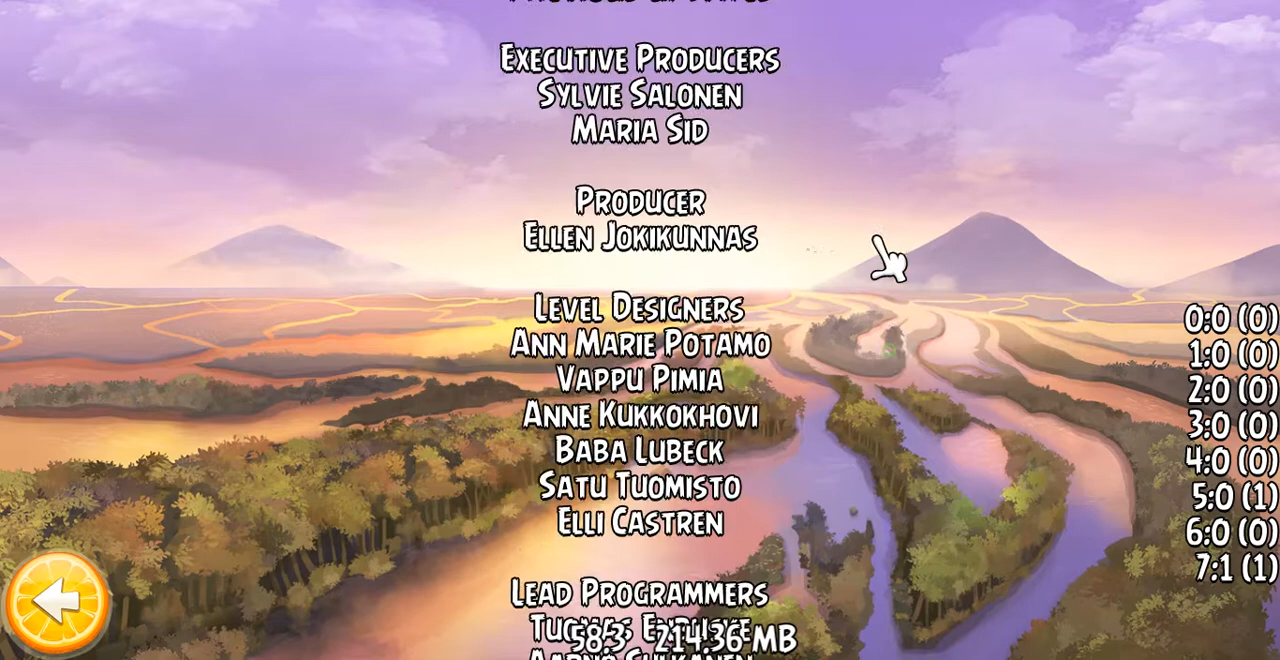 Executive Producers
Sylvie Salonen
Maria Sid
Producer
Ellen Jokikunnas
Level Designers
Ann Marie Potamo
Vappu Pimia
Anne Kukkokhovi
Baba Lubeck
Satu Tuomisto
Elli Castren
Lead Programmers
58.3 214.36 MB
0:0 (0)
1:0 (0)
2:0 (0)
3:0 (0)
4:0 (0)
5:0 (1)
6:0 (0)
7:1 (1)